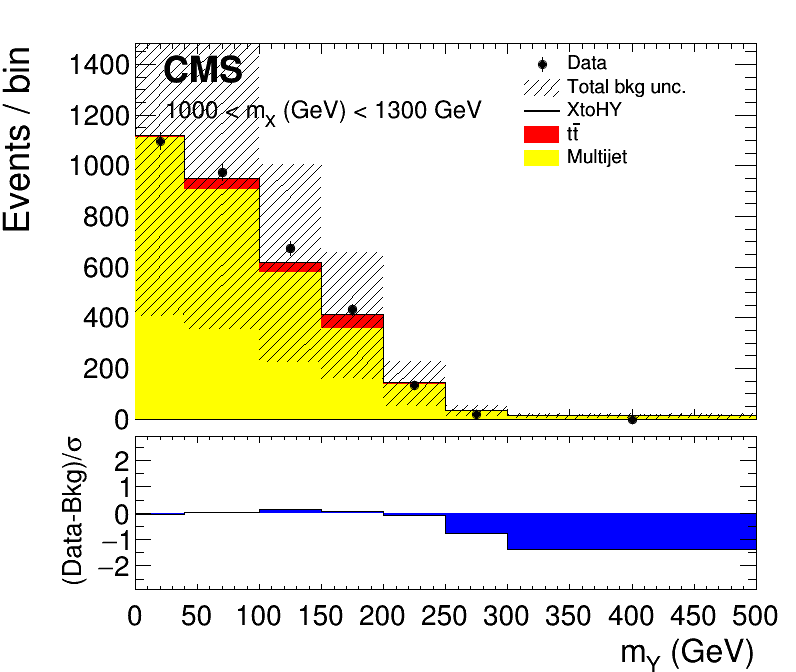 Events / bin
1400
1200
1000
800
600
400
200
0
CMS
1000 < m_X (GeV) < 1300 GeV
Data
Total bkg unc.
XtoHY
tt̄
Multijet
(Data-Bkg)/σ
2
1
0
−1
−2
0 50 100 150 200 250 300 350 400 450 500
m_Y (GeV)